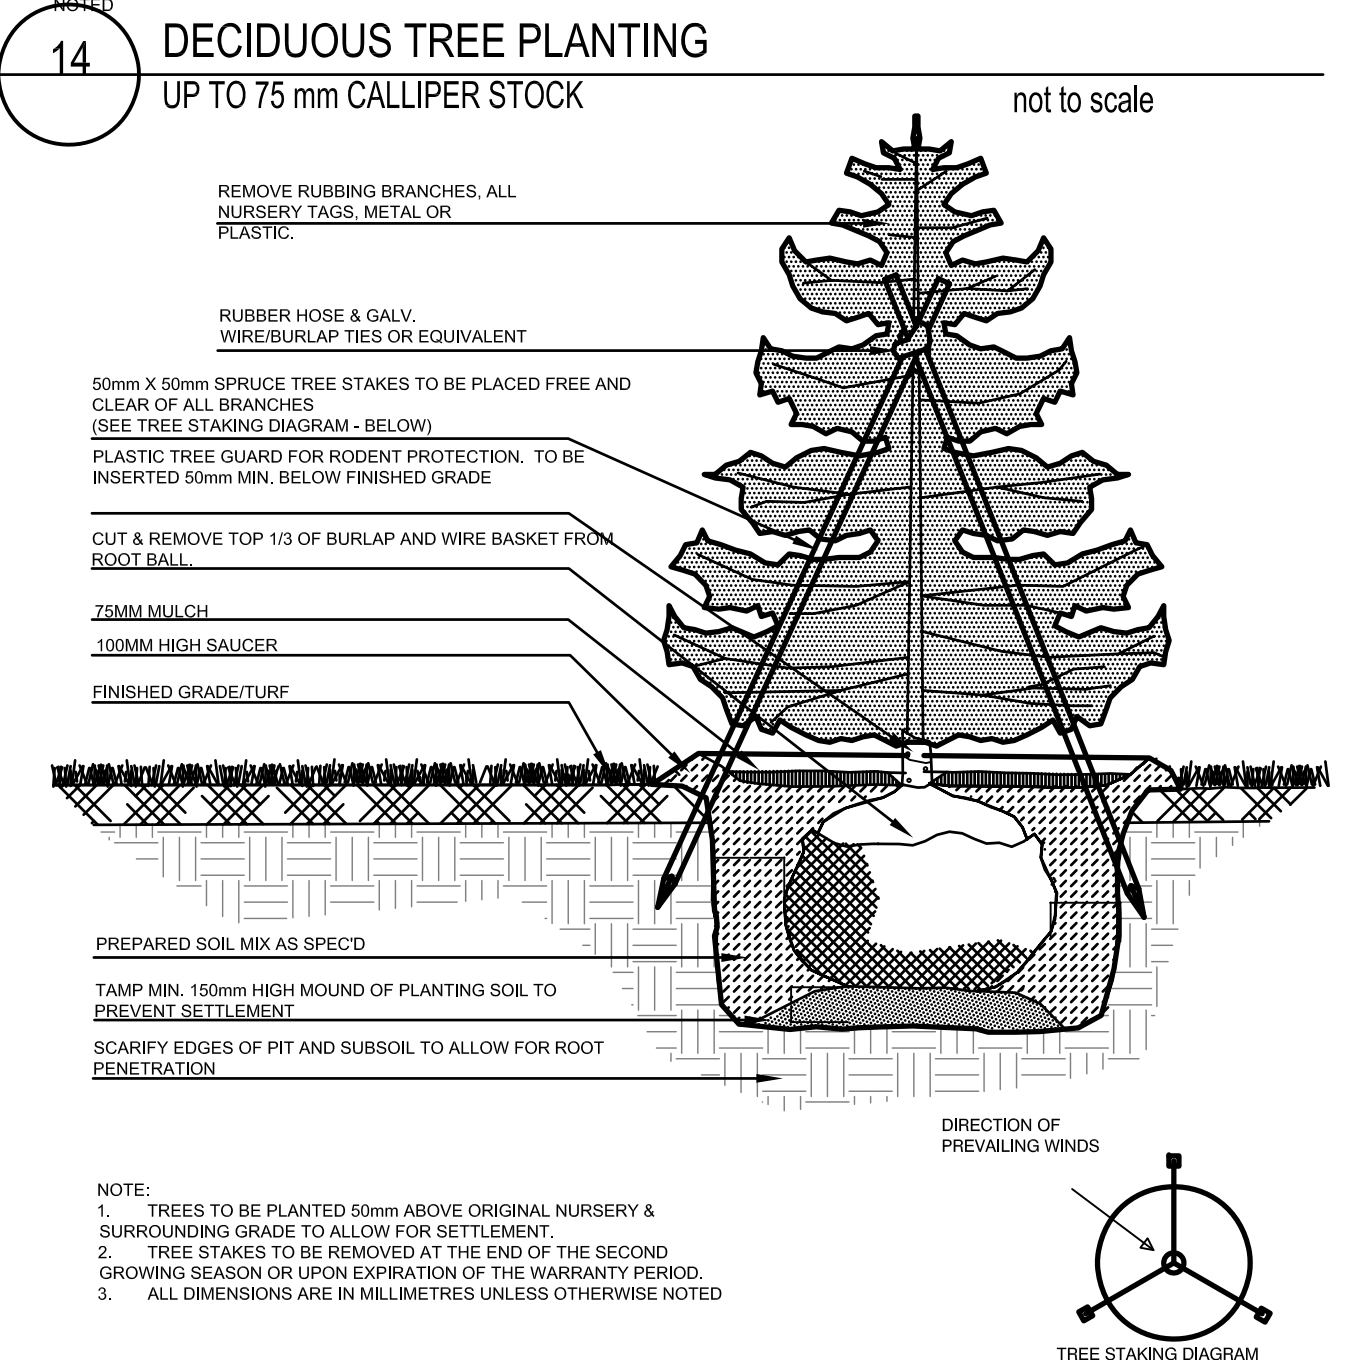 NOTED
14
DECIDUOUS TREE PLANTING
UP TO 75 mm CALLIPER STOCK
not to scale
REMOVE RUBBING BRANCHES, ALL
NURSERY TAGS, METAL OR
PLASTIC.
RUBBER HOSE & GALV.
WIRE/BURLAP TIES OR EQUIVALENT
50mm X 50mm SPRUCE TREE STAKES TO BE PLACED FREE AND
CLEAR OF ALL BRANCHES
(SEE TREE STAKING DIAGRAM - BELOW)
PLASTIC TREE GUARD FOR RODENT PROTECTION. TO BE
INSERTED 50mm MIN. BELOW FINISHED GRADE
CUT & REMOVE TOP 1/3 OF BURLAP AND WIRE BASKET FROM
ROOT BALL.
75MM MULCH
100MM HIGH SAUCER
FINISHED GRADE/TURF
PREPARED SOIL MIX AS SPEC'D
TAMP MIN. 150mm HIGH MOUND OF PLANTING SOIL TO
PREVENT SETTLEMENT
SCARIFY EDGES OF PIT AND SUBSOIL TO ALLOW FOR ROOT
PENETRATION
DIRECTION OF
PREVAILING WINDS
NOTE:
1. TREES TO BE PLANTED 50mm ABOVE ORIGINAL NURSERY &
SURROUNDING GRADE TO ALLOW FOR SETTLEMENT.
2. TREE STAKES TO BE REMOVED AT THE END OF THE SECOND
GROWING SEASON OR UPON EXPIRATION OF THE WARRANTY PERIOD.
3. ALL DIMENSIONS ARE IN MILLIMETRES UNLESS OTHERWISE NOTED
TREE STAKING DIAGRAM